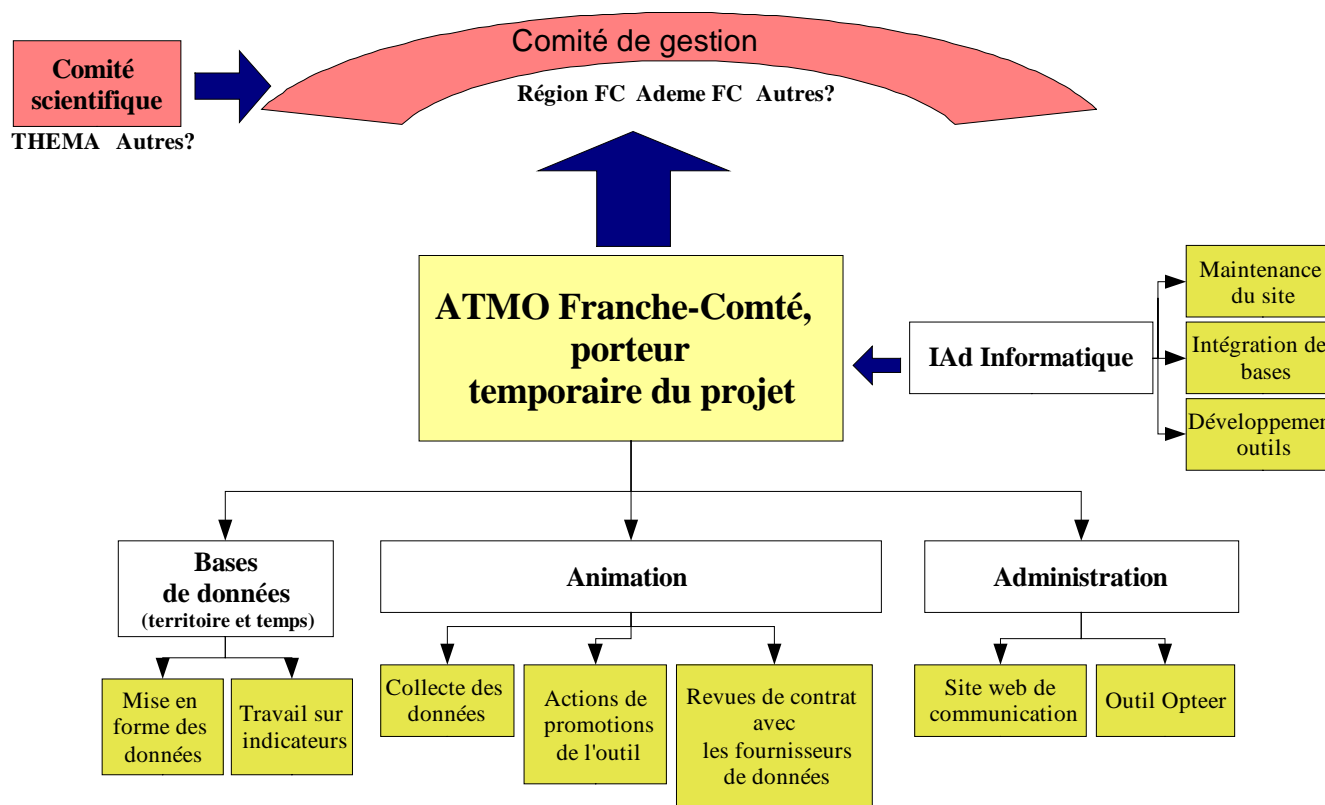 Comité de gestion
Région FC Ademe FC Autres?
Comité
scientifique
THEMA Autres?
ATMO Franche-Comté,
porteur
temporaire du projet
IAd Informatique
Maintenance
du site
Intégration de
bases
Développemen
outils
Bases
de données
(territoire et temps)
Animation
Administration
Mise en
forme des
données
Travail sur
indicateurs
Collecte des
données
Actions de
promotions
de l'outil
Revues de contrat
avec
les fournisseurs
de données
Site web de
communication
Outil Opteer